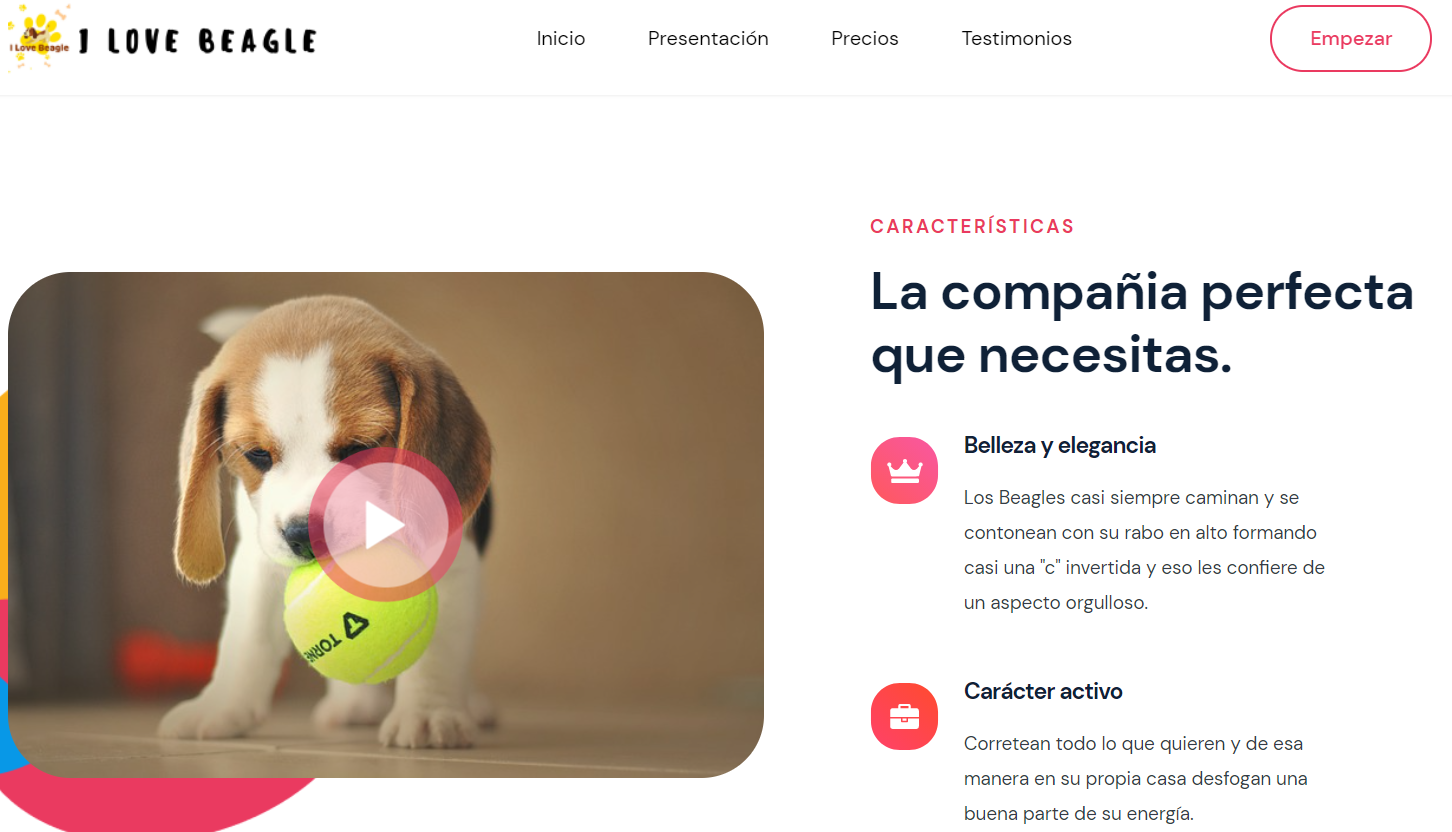 I Love Beagle
I LOVE BEAGLE
Inicio
Presentación
Precios
Testimonios
Empezar
CARACTERÍSTICAS
La compañia perfecta
que necesitas.
Belleza y elegancia
Los Beagles casi siempre caminan y se
contonean con su rabo en alto formando
casi una "c" invertida y eso les confiere de
un aspecto orgulloso.
Carácter activo
Corretean todo lo que quieren y de esa
manera en su propia casa desfogan una
buena parte de su energía.